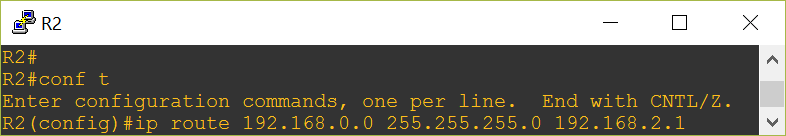 R2
R2#
R2#conf t
Enter configuration commands, one per line.  End with CNTL/Z.
R2(config)#ip route 192.168.0.0 255.255.255.0 192.168.2.1